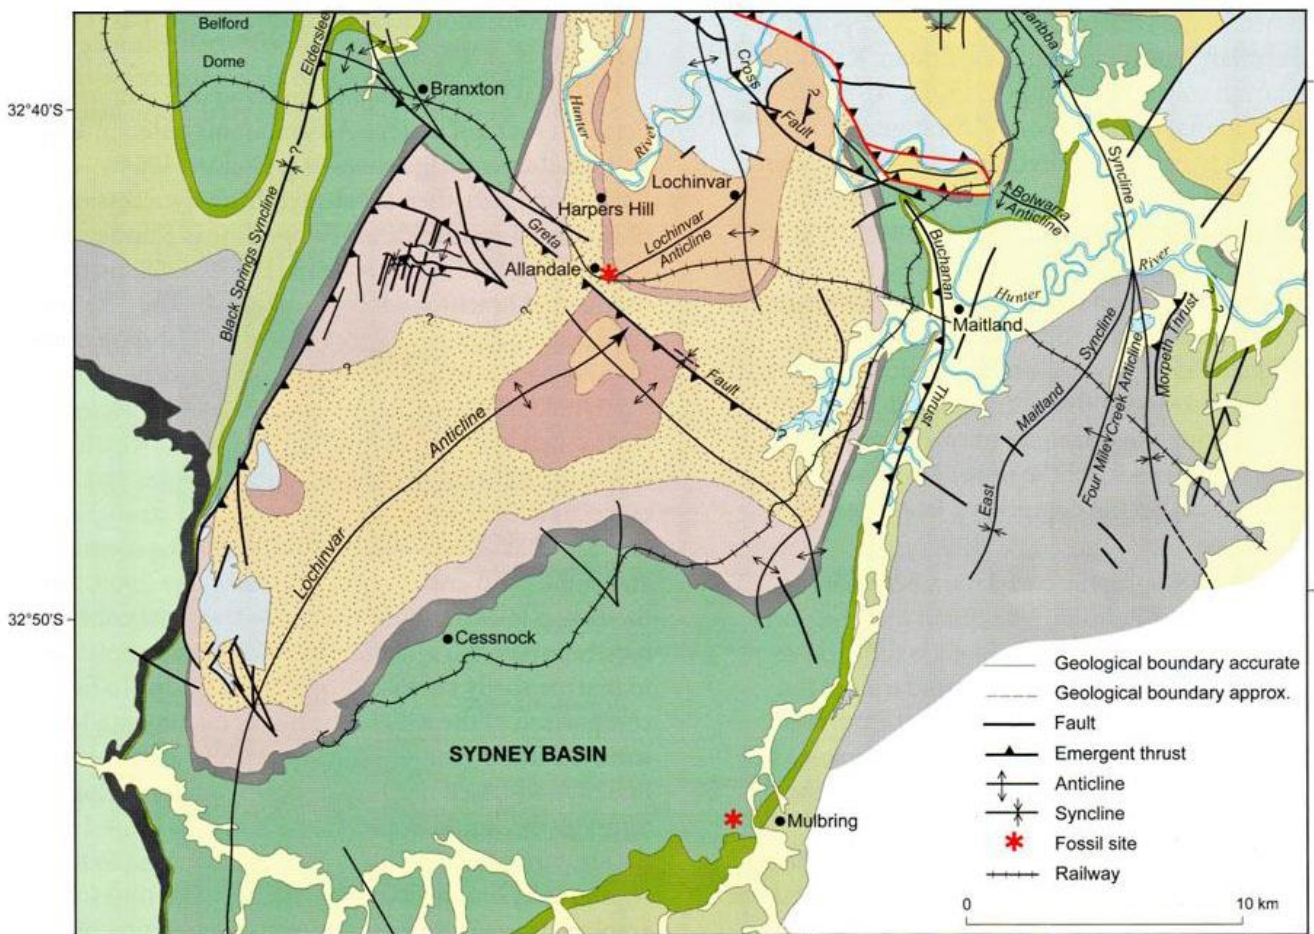 Belford
Dome
Elderslee
Branxton
32°40'S
Hunter
River
Cross
Fault
?
Syncline
Lochinvar
Harpers Hill
Bolwarra
Anticline
Greta
Lochinvar
Anticline
Buchanan
Allandale
River
Hunter
Black Springs Syncline
?
?
?
?
Maitland
Syncline
Morpeth Thrust
? ?
Fault
Thrust
Anticline
Maitland
Four Mile Creek Anticline
East
Lochinvar
32°50'S
Cessnock
SYDNEY BASIN
Mulbring
Geological boundary accurate
Geological boundary approx.
Fault
Emergent thrust
Anticline
Syncline
Fossil site
Railway
0
10 km